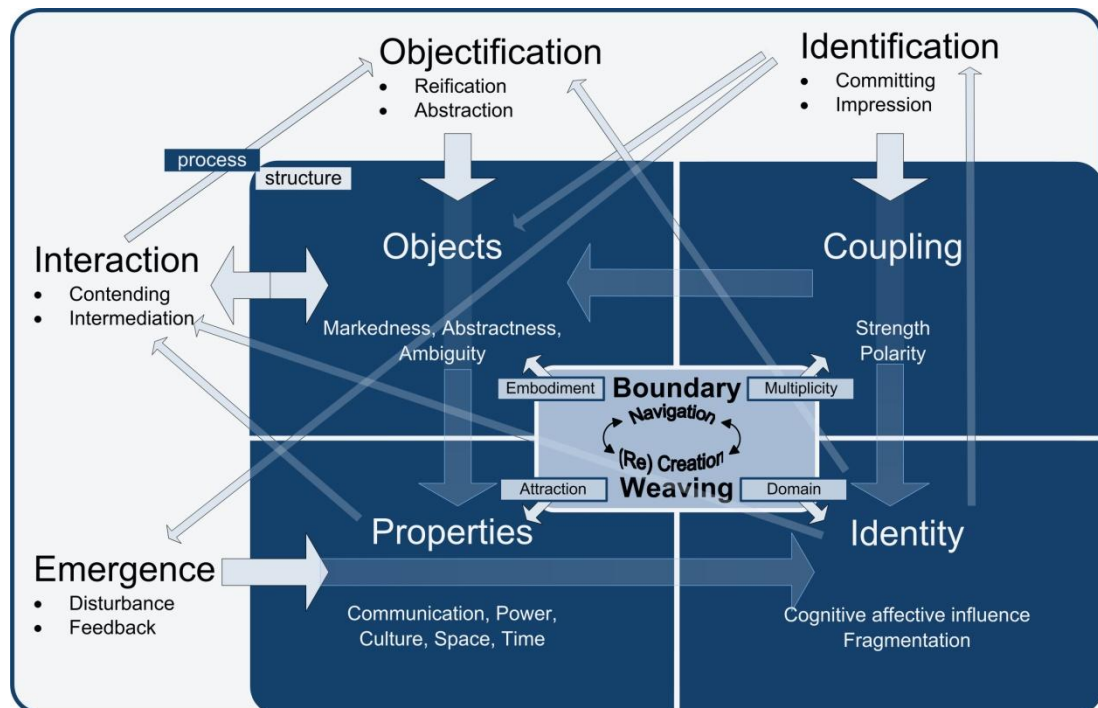 Objectification
• Reification
• Abstraction
Identification
• Committing
• Impression
process
structure
Interaction
• Contending
• Intermediation
Objects
Markedness, Abstractness,
Ambiguity
Coupling
Strength
Polarity
Embodiment
Boundary
Multiplicity
Navigation
(Re) Creation
Attraction
Weaving
Domain
Emergence
• Disturbance
• Feedback
Properties
Communication, Power,
Culture, Space, Time
Identity
Cognitive affective influence
Fragmentation